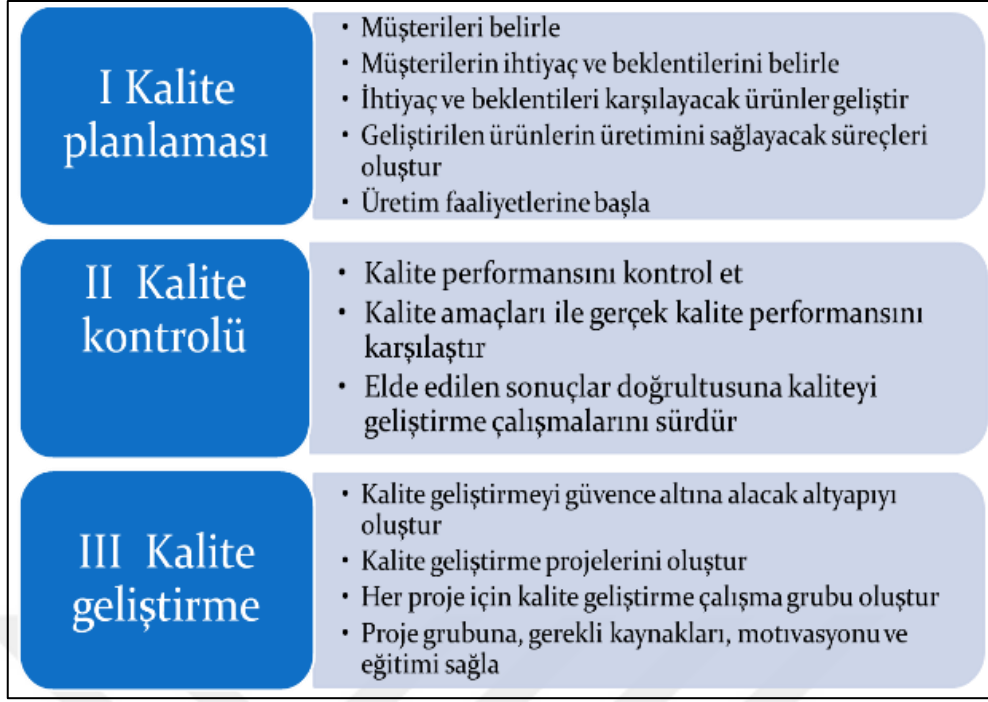 I Kalite
planlaması
• Müşterileri belirle
• Müşterilerin ihtiyaç ve beklentilerini belirle
• İhtiyaç ve beklentileri karşılayacak ürünler geliştir
• Geliştirilen ürünlerin üretimini sağlayacak süreçleri
oluştur
• Üretim faaliyetlerine başla
II Kalite
kontrolü
• Kalite performansını kontrol et
• Kalite amaçları ile gerçek kalite performansını
karşılaştır
• Elde edilen sonuçlar doğrultusuna kaliteyi
geliştirme çalışmalarını sürdür
III Kalite
geliştirme
• Kalite geliştirmeyi güvence altına alacak altyapıyı
oluştur
• Kalite geliştirme projelerini oluştur
• Her proje için kalite geliştirme çalışma grubu oluştur
• Proje grubuna, gerekli kaynakları, motıvasyonu ve
eğitimi sağla